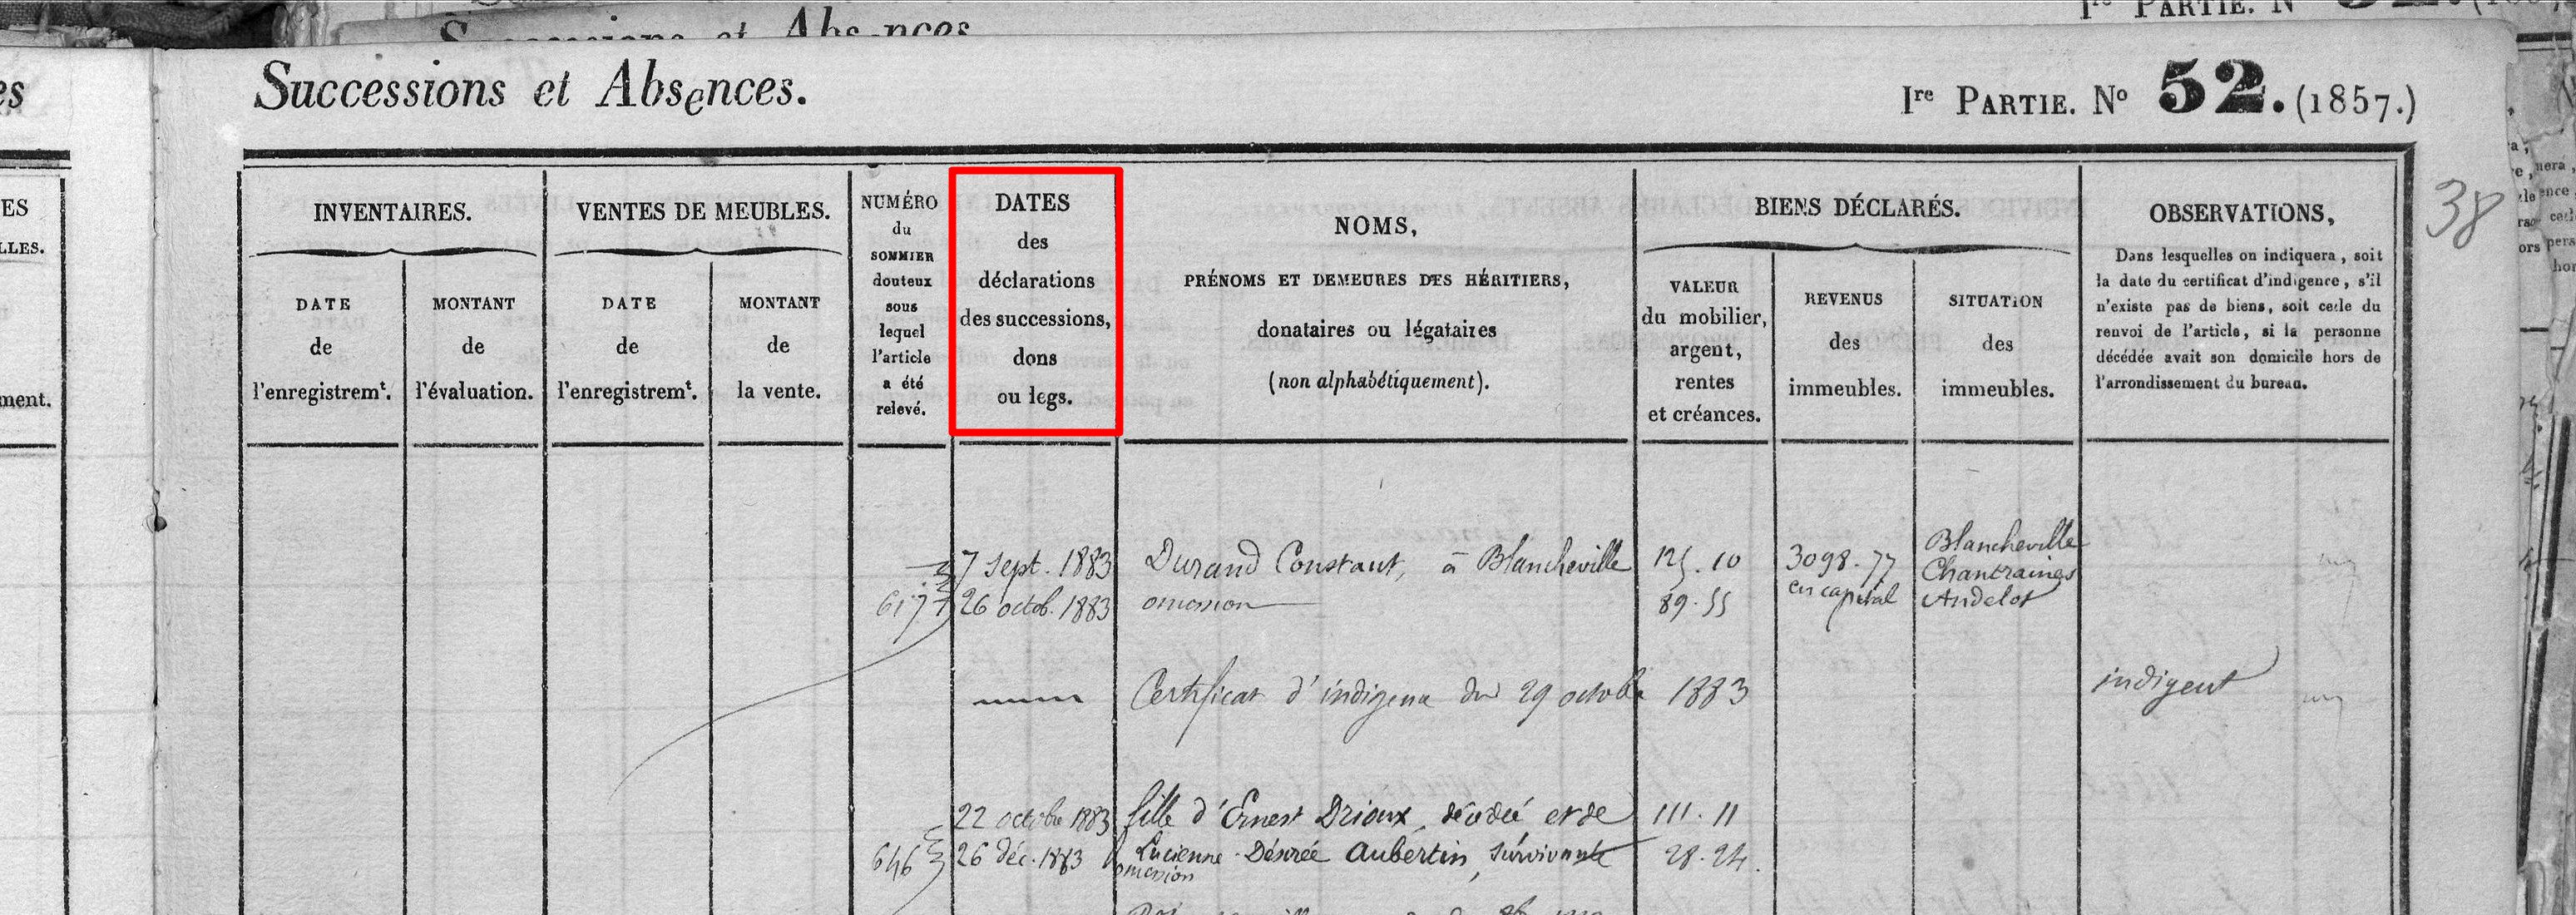 Successions et Absences.
Successions et Absences.
Ire PARTIE. No 52. (1857.)
38
INVENTAIRES.
DATE
de
l'enregistremt.
MONTANT
de
l'évaluation.
VENTES DE MEUBLES.
DATE
de
l'enregistremt.
MONTANT
de
la vente.
NUMÉRO
du
SOMMIER
douteux
sous
lequel
l'article
a été
relevé.
DATES
des
déclarations
des successions,
dons
ou legs.
NOMS,
PRÉNOMS ET DEMEURES DES HÉRITIERS,
donataires ou légataires
(non alphabétiquement).
BIENS DÉCLARÉS.
VALEUR
du mobilier,
argent,
rentes
et créances.
REVENUS
des
immeubles.
SITUATION
des
immeubles.
OBSERVATIONS,
Dans lesquelles on indiquera, soit
la date du certificat d'indigence, s'il
n'existe pas de biens, soit celle du
renvoi de l'article, si la personne
décédée avait son domicile hors de
l'arrondissement du bureau.
7 sept. 1883 Durand Constant, à Blancheville 125.10 3098.77 Blancheville
en capital Chantraines
26 octob. 1883 omission 89.55 Andelot
Certificat d'indigence du 29 octobre 1883 indigent
22 octobre 1883 fille d'Ernest Drioux, décédé et de 111.11
646 26 déc. 1883 Lucienne Désirée Aubertin, survivante 28.24
omission